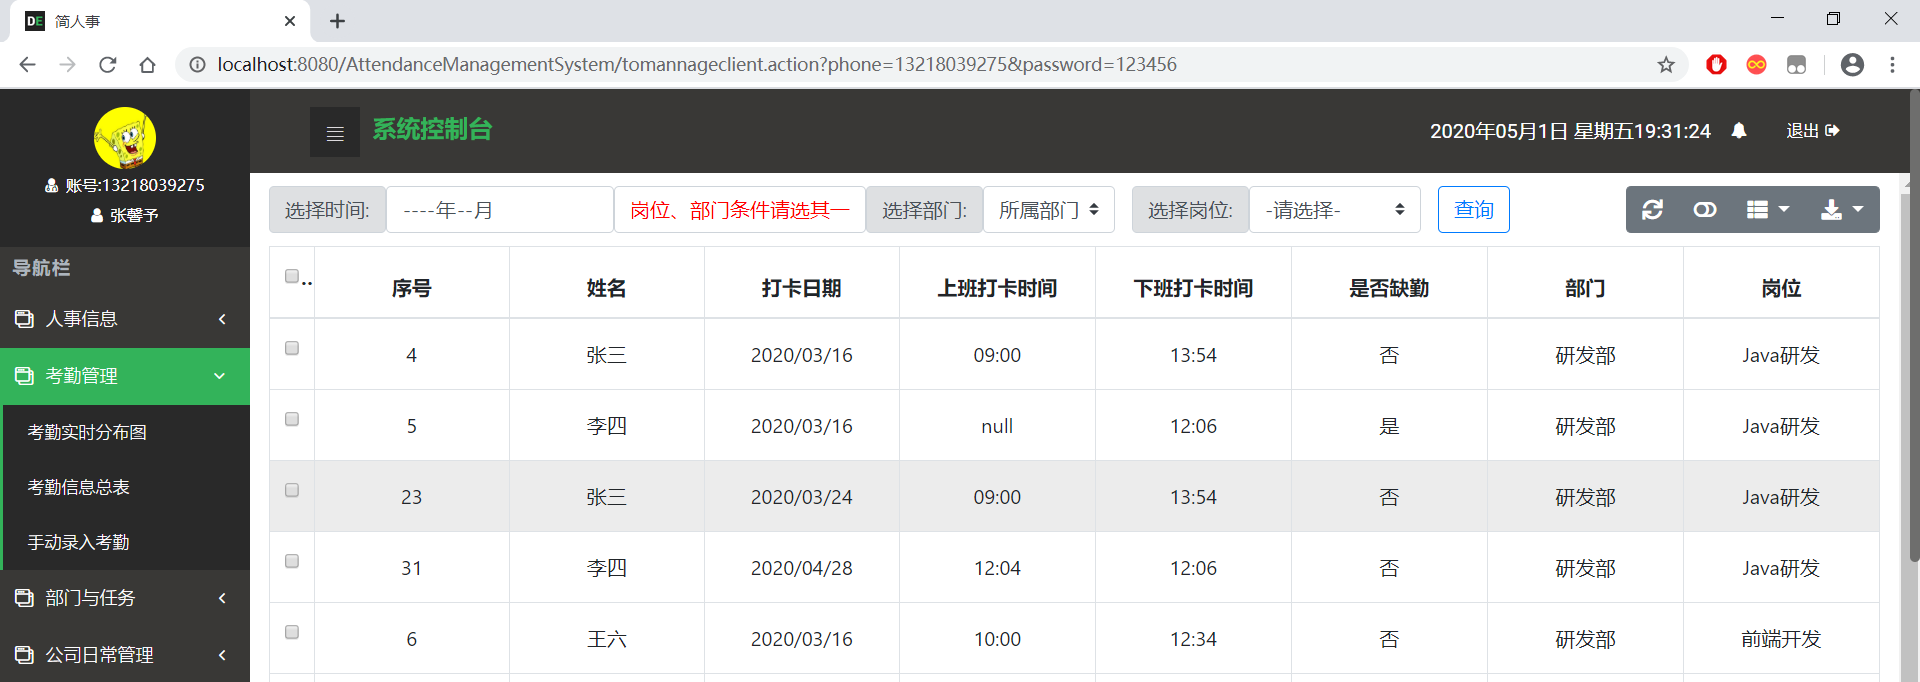 DE 简人事
localhost:8080/AttendanceManagementSystem/tomannageclient.action?phone=13218039275&password=123456
账号:13218039275
张馨予
系统控制台
2020年05月1日 星期五19:31:24
退出
导航栏
人事信息
考勤管理
考勤实时分布图
考勤信息总表
手动录入考勤
部门与任务
公司日常管理
选择时间: ----年--月 岗位、部门条件请选其一 选择部门: 所属部门 选择岗位: -请选择- 查询
.. 序号 姓名 打卡日期 上班打卡时间 下班打卡时间 是否缺勤 部门 岗位
4 张三 2020/03/16 09:00 13:54 否 研发部 Java研发
5 李四 2020/03/16 null 12:06 是 研发部 Java研发
23 张三 2020/03/24 09:00 13:54 否 研发部 Java研发
31 李四 2020/04/28 12:04 12:06 否 研发部 Java研发
6 王六 2020/03/16 10:00 12:34 否 研发部 前端开发